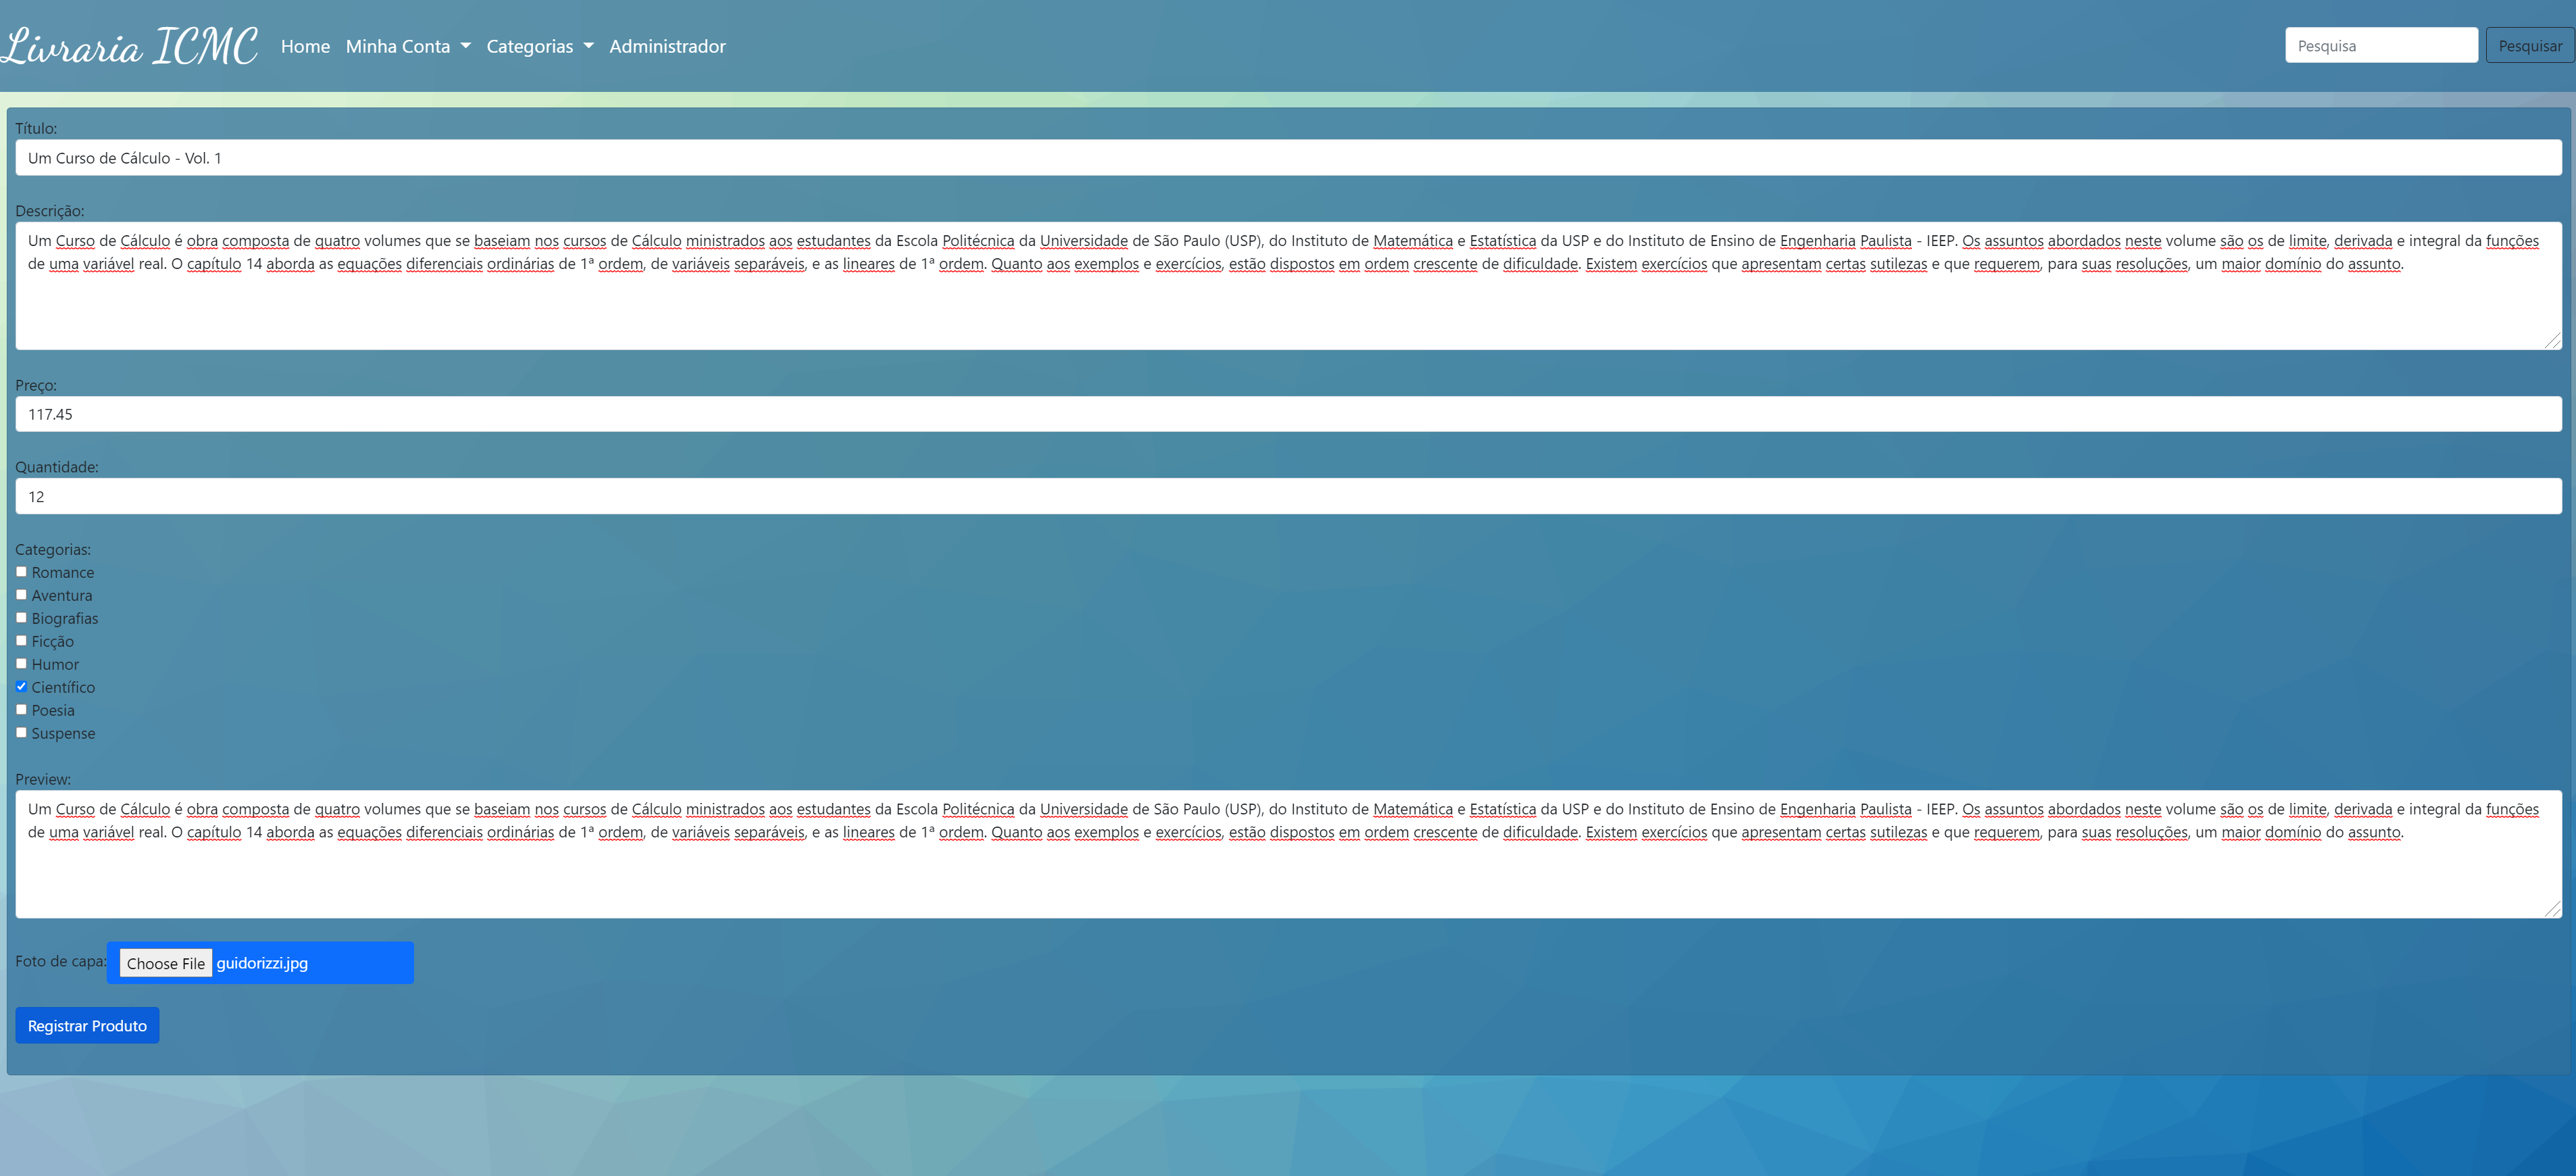 Livraria ICMC Home Minha Conta Categorias Administrador Pesquisa Pesquisar
Título:
Um Curso de Cálculo - Vol. 1
Descrição:
Um Curso de Cálculo é obra composta de quatro volumes que se baseiam nos cursos de Cálculo ministrados aos estudantes da Escola Politécnica da Universidade de São Paulo (USP), do Instituto de Matemática e Estatística da USP e do Instituto de Ensino de Engenharia Paulista - IEEP. Os assuntos abordados neste volume são os de limite, derivada e integral da funções
de uma variável real. O capítulo 14 aborda as equações diferenciais ordinárias de 1ª ordem, de variáveis separáveis, e as lineares de 1ª ordem. Quanto aos exemplos e exercícios, estão dispostos em ordem crescente de dificuldade. Existem exercícios que apresentam certas sutilezas e que requerem, para suas resoluções, um maior domínio do assunto.
Preço:
117.45
Quantidade:
12
Categorias:
Romance
Aventura
Biografias
Ficção
Humor
Científico
Poesia
Suspense
Preview:
Um Curso de Cálculo é obra composta de quatro volumes que se baseiam nos cursos de Cálculo ministrados aos estudantes da Escola Politécnica da Universidade de São Paulo (USP), do Instituto de Matemática e Estatística da USP e do Instituto de Ensino de Engenharia Paulista - IEEP. Os assuntos abordados neste volume são os de limite, derivada e integral da funções
de uma variável real. O capítulo 14 aborda as equações diferenciais ordinárias de 1ª ordem, de variáveis separáveis, e as lineares de 1ª ordem. Quanto aos exemplos e exercícios, estão dispostos em ordem crescente de dificuldade. Existem exercícios que apresentam certas sutilezas e que requerem, para suas resoluções, um maior domínio do assunto.
Foto de capa: Choose File guidorizzi.jpg
Registrar Produto